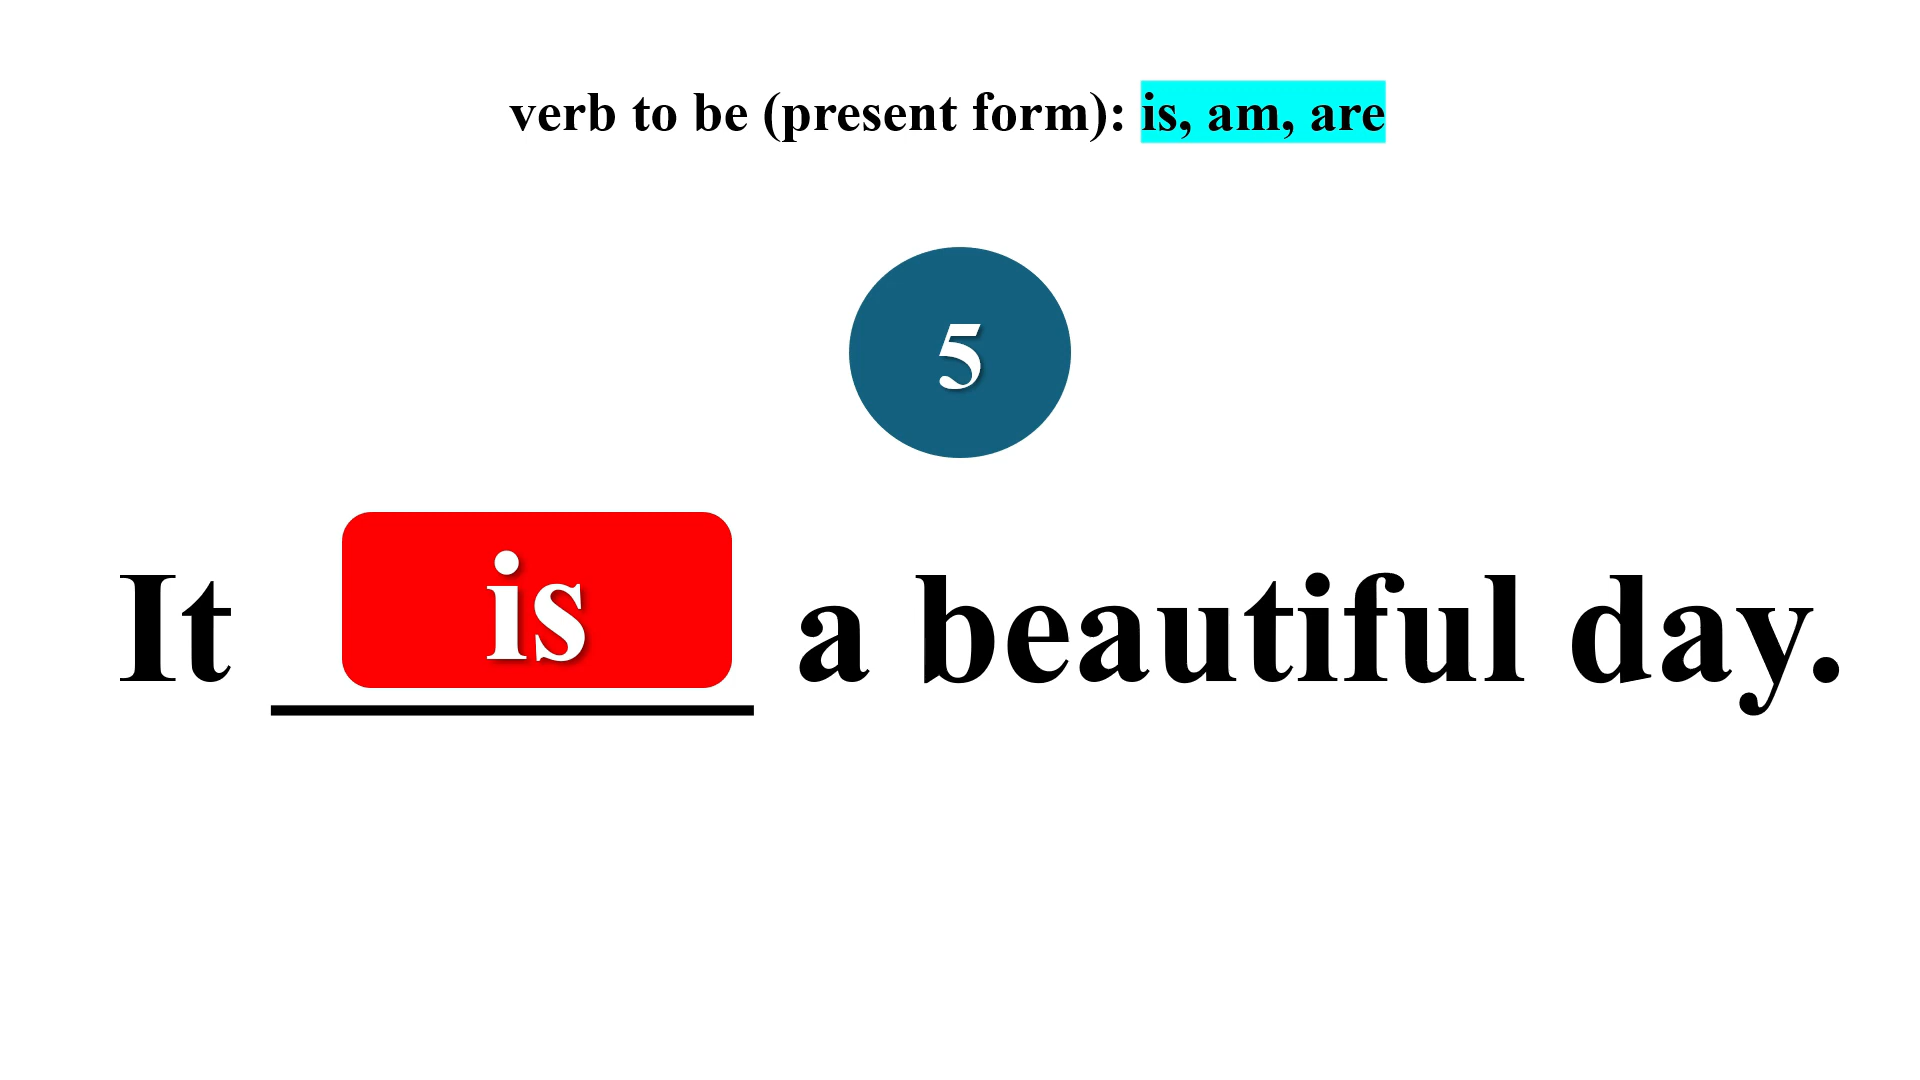 verb to be (present form): is, am, are
5
It is a beautiful day.